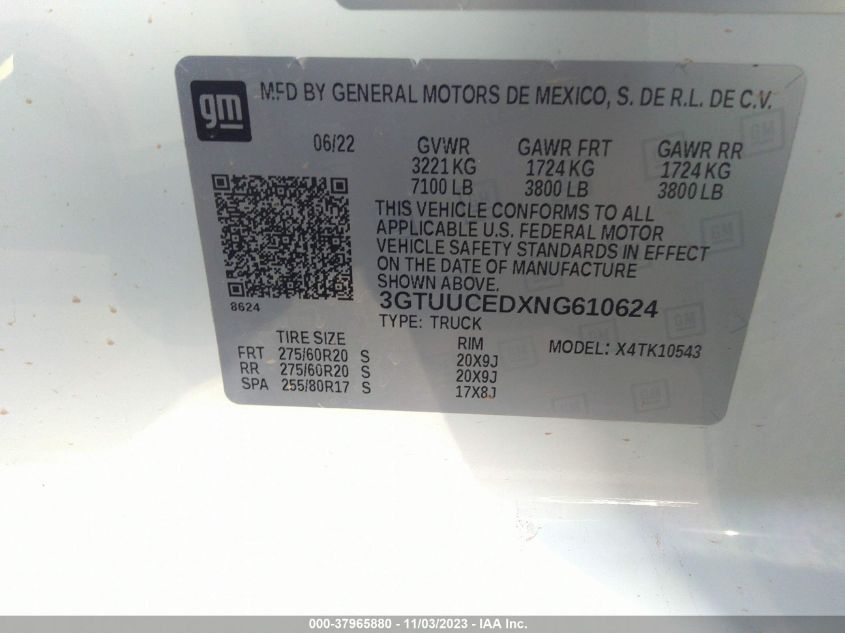 gm
MFD BY GENERAL MOTORS DE MEXICO, S. DE R.L. DE C.V.
06/22 GVWR GAWR FRT GAWR RR
3221 KG 1724 KG 1724 KG
7100 LB 3800 LB 3800 LB
THIS VEHICLE CONFORMS TO ALL
APPLICABLE U.S. FEDERAL MOTOR
VEHICLE SAFETY STANDARDS IN EFFECT
ON THE DATE OF MANUFACTURE
SHOWN ABOVE.
8624
3GTUUCEDXNG610624
TYPE: TRUCK
TIRE SIZE RIM MODEL: X4TK10543
FRT 275/60R20 S 20X9J
RR 275/60R20 S 20X9J
SPA 255/80R17 S 17X8J
000-37965880 - 11/03/2023 - IAA Inc.